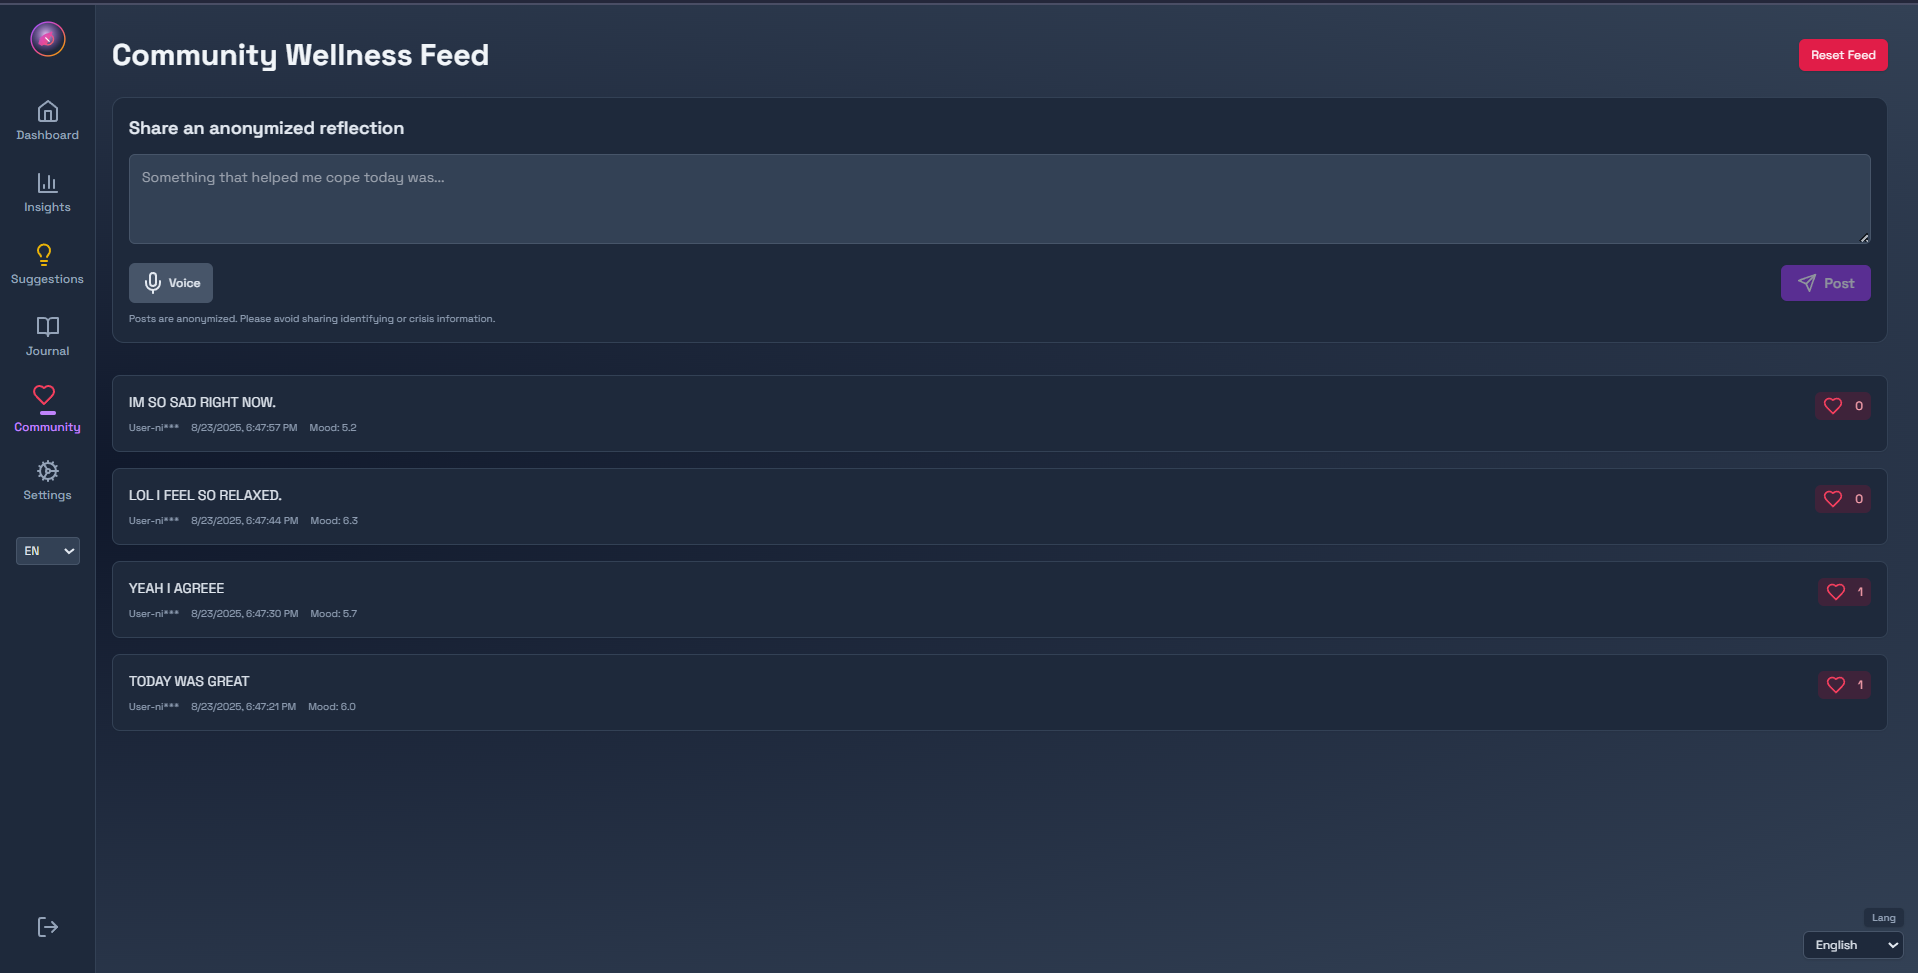 Community Wellness Feed
Reset Feed
Dashboard
Insights
Suggestions
Journal
Community
Settings
EN
Share an anonymized reflection
Something that helped me cope today was...
Voice
Post
Posts are anonymized. Please avoid sharing identifying or crisis information.
IM SO SAD RIGHT NOW.
0
User-ni*** 8/23/2025, 6:47:57 PM Mood: 5.2
LOL I FEEL SO RELAXED.
0
User-ni*** 8/23/2025, 6:47:44 PM Mood: 6.3
YEAH I AGREEE
1
User-ni*** 8/23/2025, 6:47:30 PM Mood: 5.7
TODAY WAS GREAT
1
User-ni*** 8/23/2025, 6:47:21 PM Mood: 6.0
Lang
English